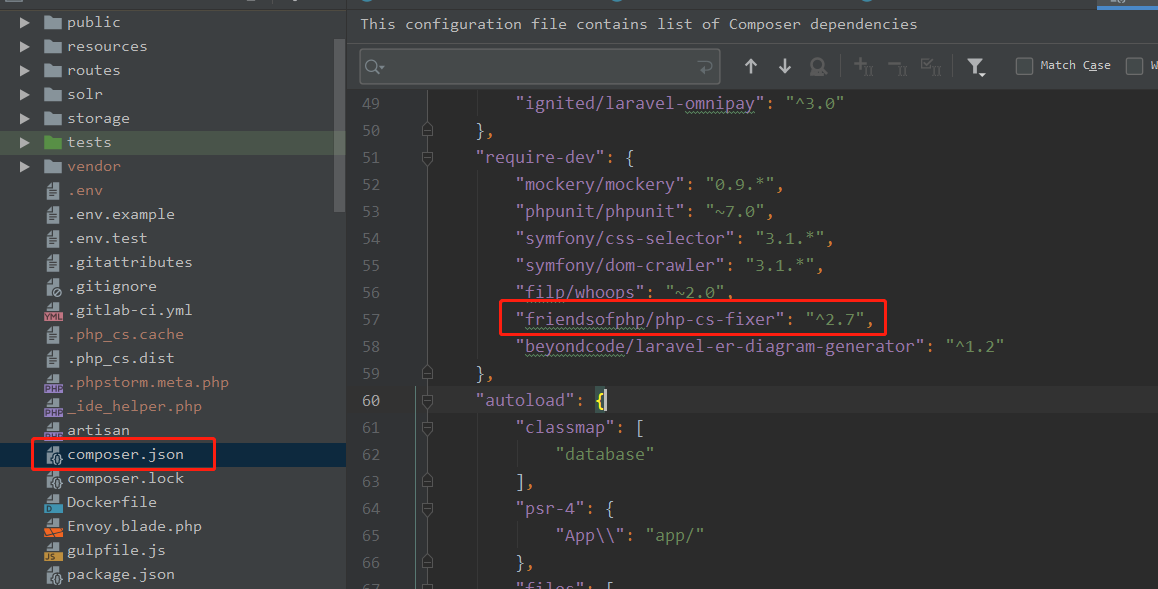 public
resources
routes
solr
storage
tests
vendor
.env
.env.example
.env.test
.gitattributes
.gitignore
.gitlab-ci.yml
.php_cs.cache
.php_cs.dist
.phpstorm.meta.php
_ide_helper.php
artisan
composer.json
composer.lock
Dockerfile
Envoy.blade.php
gulpfile.js
package.json
This configuration file contains list of Composer dependencies
Match Case
W
49 "ignited/laravel-omnipay": "^3.0"
50 },
51 "require-dev": {
52 "mockery/mockery": "0.9.*",
53 "phpunit/phpunit": "~7.0",
54 "symfony/css-selector": "3.1.*",
55 "symfony/dom-crawler": "3.1.*",
56 "filp/whoops": "~2.0",
57 "friendsofphp/php-cs-fixer": "^2.7",
58 "beyondcode/laravel-er-diagram-generator": "^1.2"
59 },
60 "autoload": {
61 "classmap": [
62 "database"
63 ],
64 "psr-4": {
65 "App\\": "app/"
66 },
67 "files": [